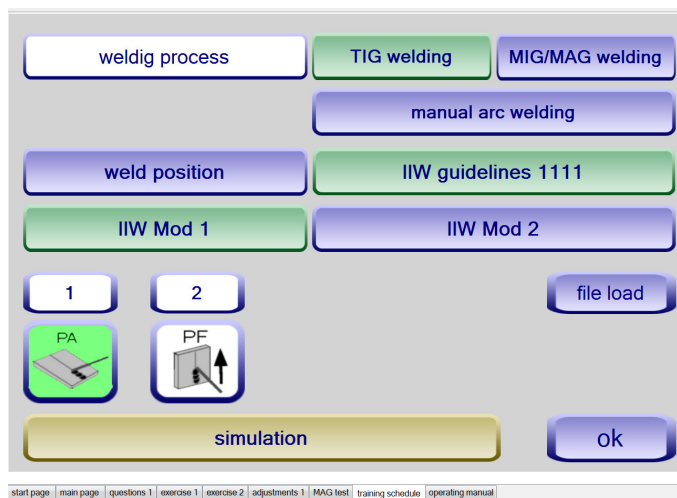 weldig process TIG welding MIG/MAG welding
manual arc welding
weld position IIW guidelines 1111
IIW Mod 1 IIW Mod 2
1 2 file load
PA PF
simulation ok
start page main page questions 1 exercise 1 exercise 2 adjustments 1 MAG test training schedule operating manual